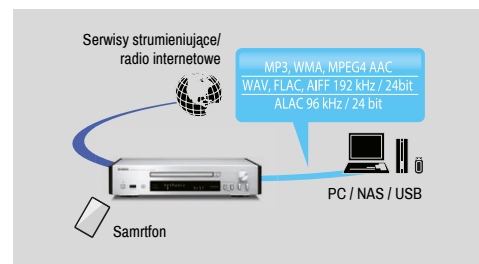 Serwisy strumieniujące/
radio internetowe
MP3, WMA, MPEG4 AAC
WAV, FLAC, AIFF 192 kHz / 24bit
ALAC 96 kHz / 24 bit
PC / NAS / USB
Samrtfon